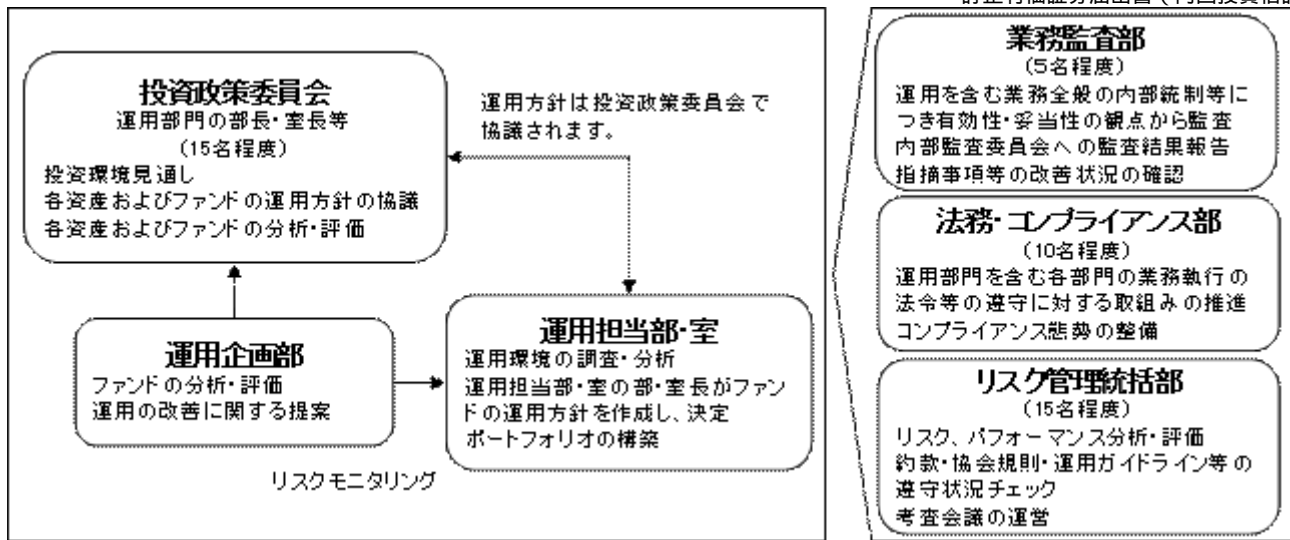 投資政策委員会
運用部門の部長・室長等
(15名程度)
投資環境見通し
各資産およびファンドの運用方針の協議
各資産およびファンドの分析・評価
運用方針は投資政策委員会で
協議されます。
運用企画部
ファンドの分析・評価
運用の改善に関する提案
運用担当部・室
運用環境の調査・分析
運用担当部・室の部・室長がファン
ドの運用方針を作成し、決定
ポートフォリオの構築
リスクモニタリング
業務監査部
(5名程度)
運用を含む業務全般の内部統制等に
つき有効性・妥当性の観点から監査
内部監査委員会への監査結果報告
指摘事項等の改善状況の確認
法務・コンプライアンス部
(10名程度)
運用部門を含む各部門の業務執行の
法令等の遵守に対する取組みの推進
コンプライアンス態勢の整備
リスク管理統括部
(15名程度)
リスク、パフォーマンス分析・評価
約款・協会規則・運用ガイドライン等の
遵守状況チェック
考査会議の運営